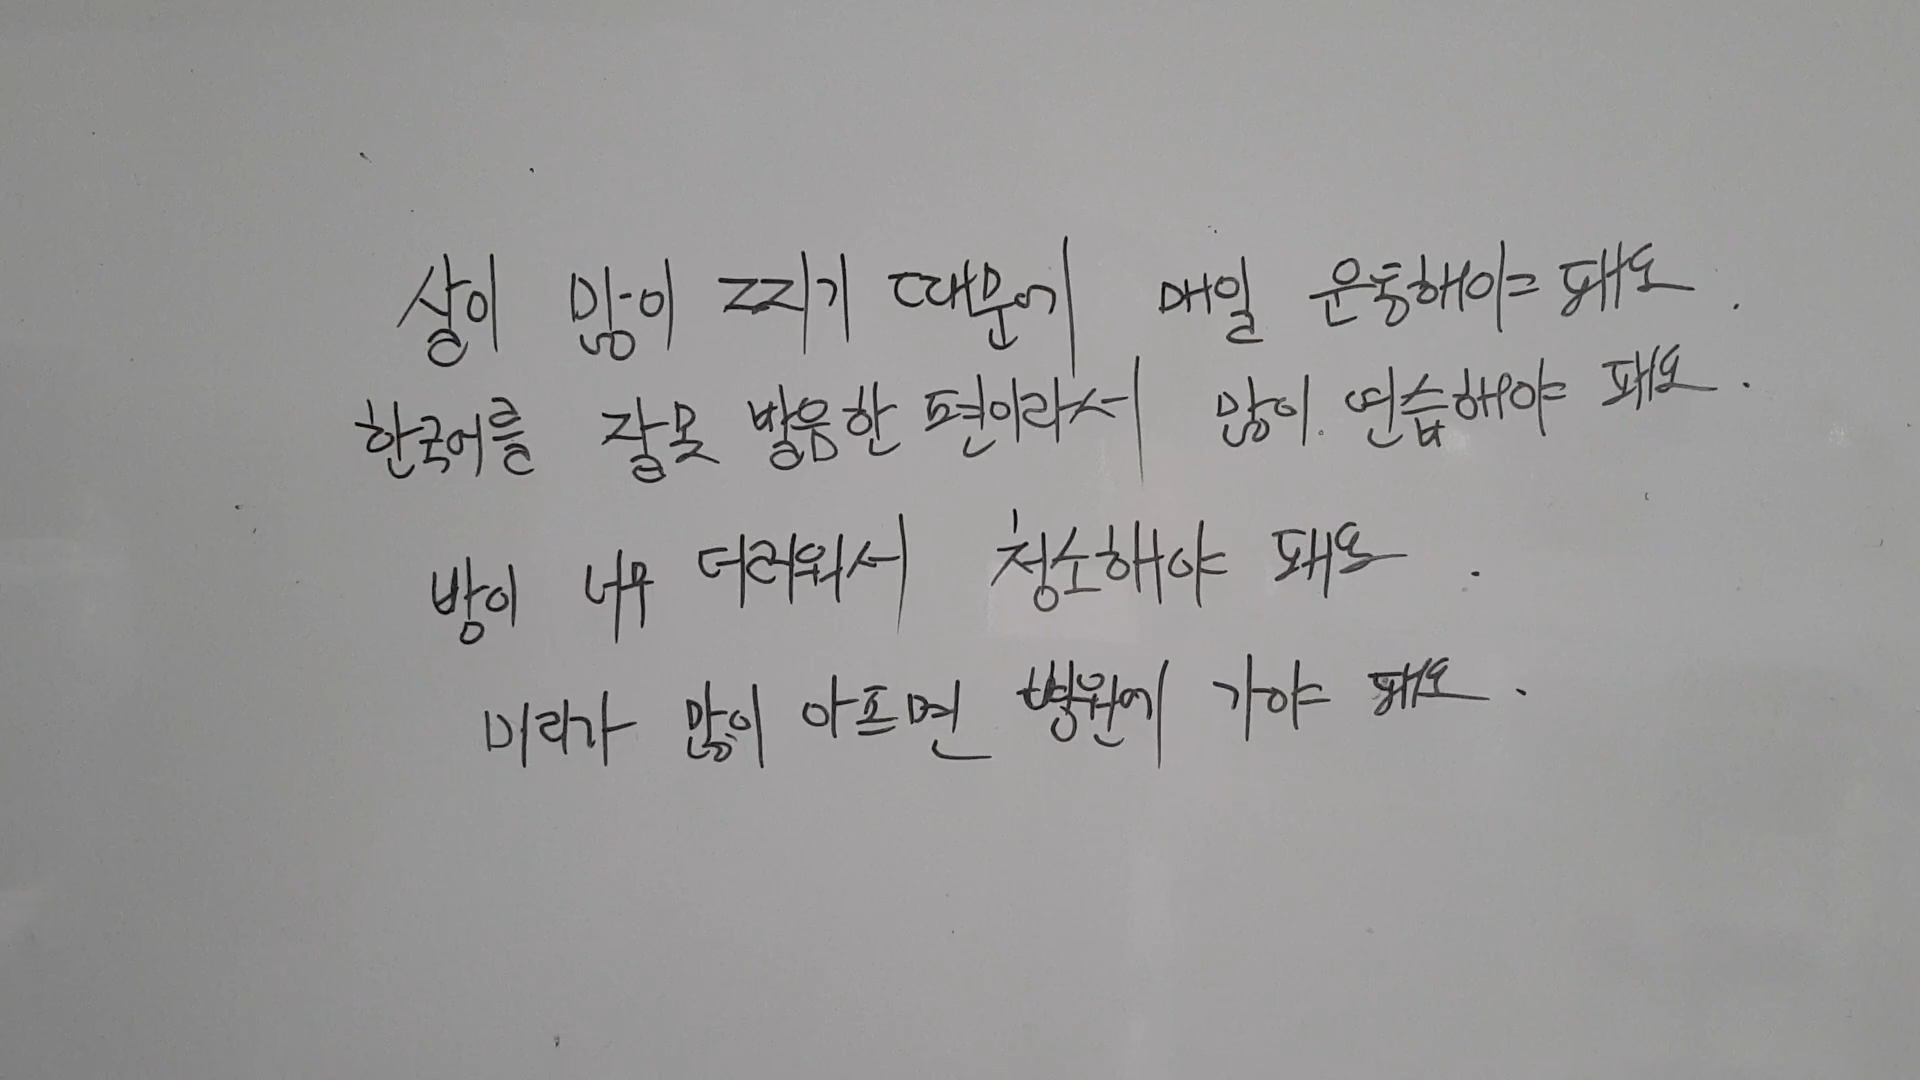 살이 많이 찌기 때문에 매일 운동해야 돼요.
한국어를 잘못 발음한 편이라서 많이 연습해야 돼요.
방이 너무 더러워서 청소해야 돼요.
미라가 많이 아프면 병원에 가야 돼요.